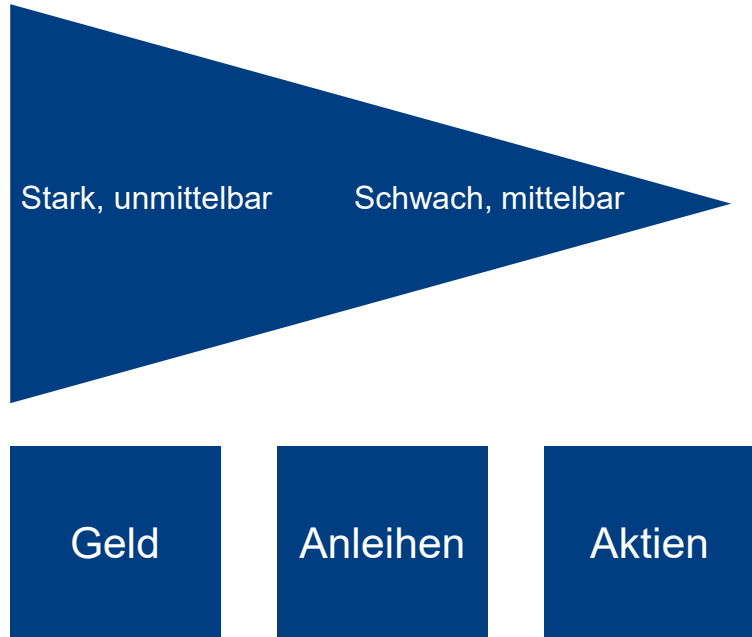 Stark, unmittelbar
Schwach, mittelbar
Geld
Anleihen
Aktien